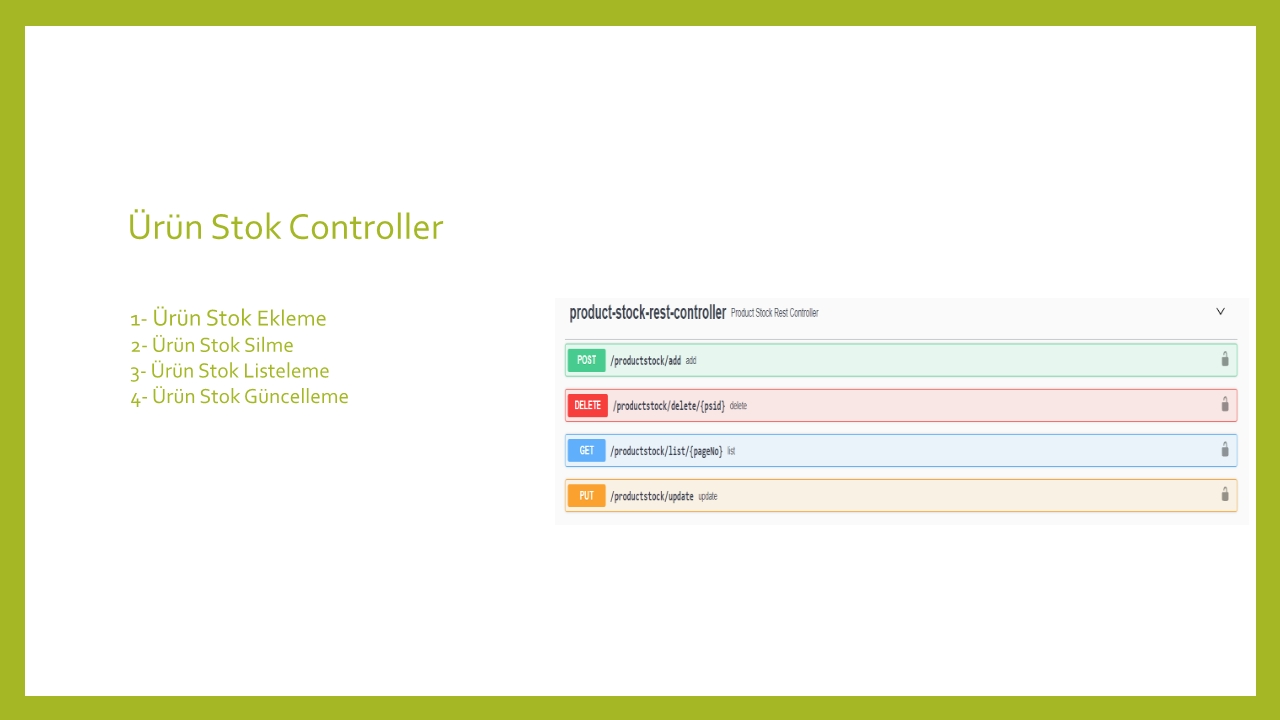 Ürün Stok Controller
1- Ürün Stok Ekleme
2- Ürün Stok Silme
3- Ürün Stok Listeleme
4- Ürün Stok Güncelleme
product-stock-rest-controller Product Stock Rest Controller
POST /productstock/add add
DELETE /productstock/delete/{psid} delete
GET /productstock/list/{pageNo} list
PUT /productstock/update update